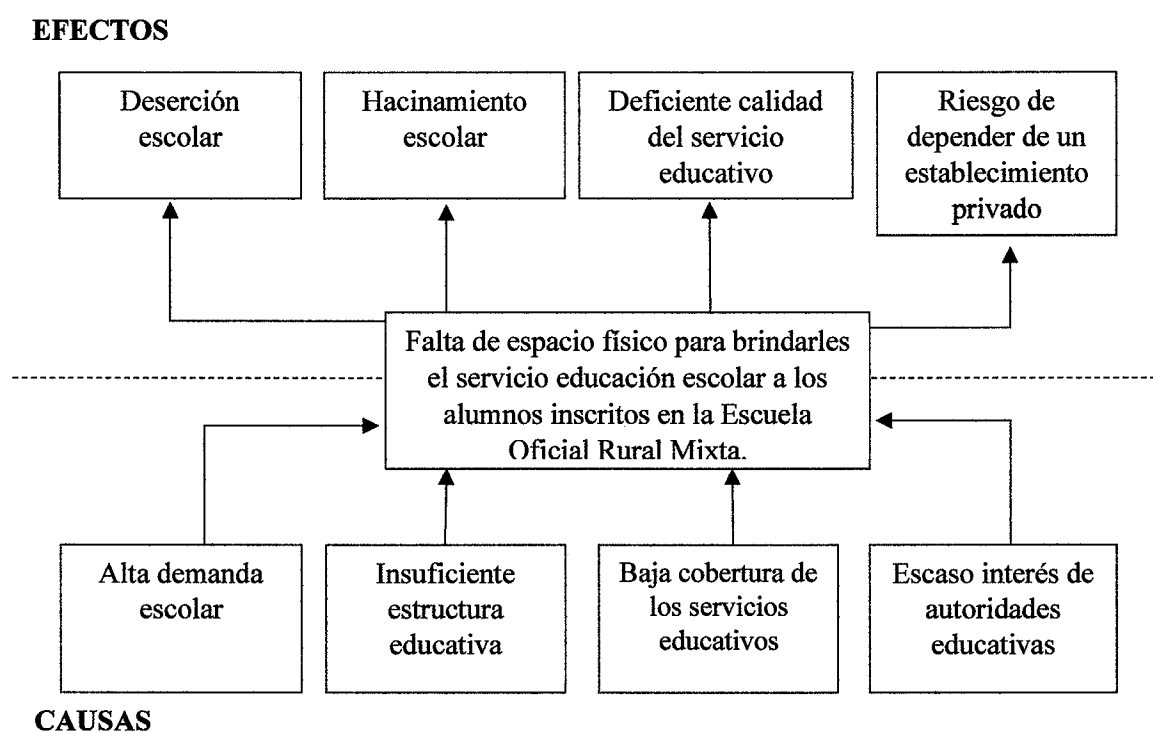 EFECTOS
Deserción
escolar
Hacinamiento
escolar
Deficiente calidad
del servicio
educativo
Riesgo de
depender de un
establecimiento
privado
Falta de espacio físico para brindarles
el servicio educación escolar a los
alumnos inscritos en la Escuela
Oficial Rural Mixta.
Alta demanda
escolar
Insuficiente
estructura
educativa
Baja cobertura de
los servicios
educativos
Escaso interés de
autoridades
educativas
CAUSAS